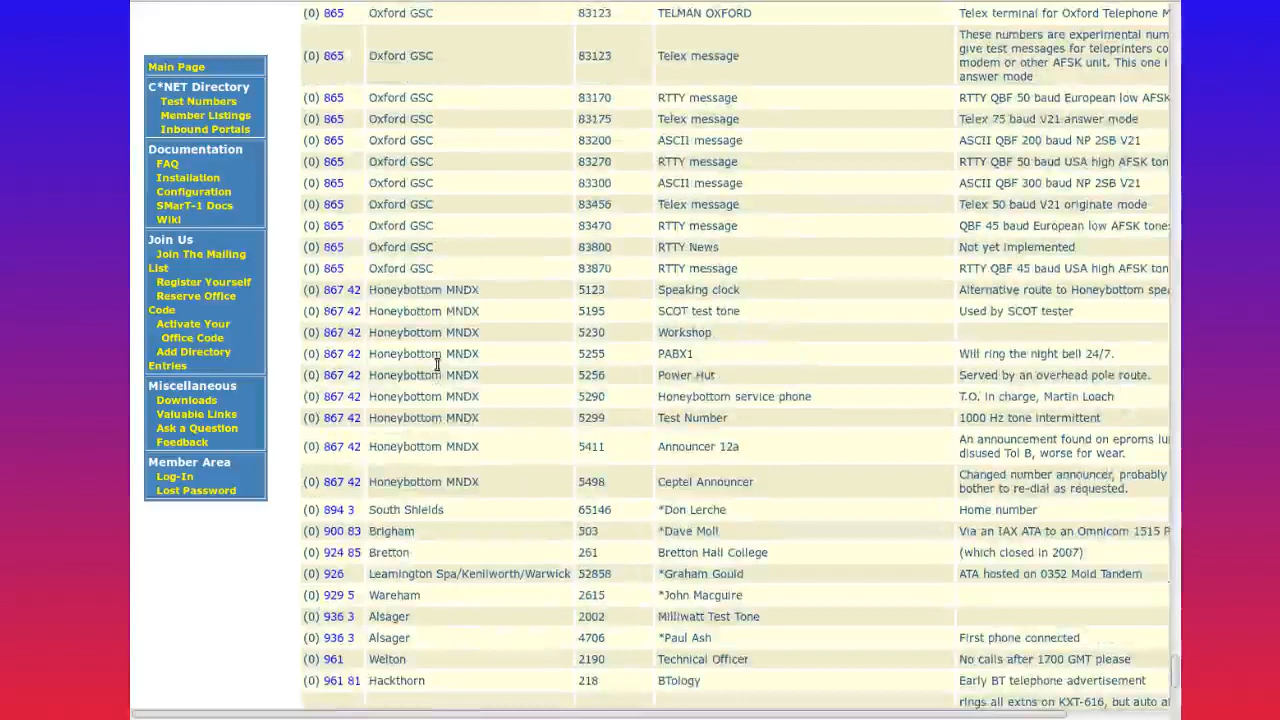 Main Page
C*NET Directory
Test Numbers
Member Listings
Inbound Portals
Documentation
FAQ
Installation
Configuration
SMarT-1 Docs
Wiki
Join Us
Join The Mailing
List
Register Yourself
Reserve Office
Code
Activate Your
Office Code
Add Directory
Entries
Miscellaneous
Downloads
Valuable Links
Ask a Question
Feedback
Member Area
Log-In
Lost Password
(0) 865 Oxford GSC 83123 TELMAN OXFORD Telex terminal for Oxford Telephone M
These numbers are experimental num
give test messages for teleprinters co
(0) 865 Oxford GSC 83123 Telex message modem or other AFSK unit. This one i
answer mode
(0) 865 Oxford GSC 83170 RTTY message RTTY QBF 50 baud European low AFSK
(0) 865 Oxford GSC 83175 Telex message Telex 75 baud V21 answer mode
(0) 865 Oxford GSC 83200 ASCII message ASCII QBF 200 baud NP 2SB V21
(0) 865 Oxford GSC 83270 RTTY message RTTY QBF 50 baud USA high AFSK ton
(0) 865 Oxford GSC 83300 ASCII message ASCII QBF 300 baud NP 2SB V21
(0) 865 Oxford GSC 83456 Telex message Telex 50 baud V21 originate mode
(0) 865 Oxford GSC 83470 RTTY message QBF 45 baud European low AFSK tone
(0) 865 Oxford GSC 83800 RTTY News Not yet implemented
(0) 865 Oxford GSC 83870 RTTY message RTTY QBF 45 baud USA high AFSK ton
(0) 867 42 Honeybottom MNDX 5123 Speaking clock Alternative route to Honeybottom spea
(0) 867 42 Honeybottom MNDX 5195 SCOT test tone Used by SCOT tester
(0) 867 42 Honeybottom MNDX 5230 Workshop
(0) 867 42 Honeybottom MNDX 5255 PABX1 Will ring the night bell 24/7.
(0) 867 42 Honeybottom MNDX 5256 Power Hut Served by an overhead pole route.
(0) 867 42 Honeybottom MNDX 5290 Honeybottom service phone T.O. in charge, Martin Loach
(0) 867 42 Honeybottom MNDX 5299 Test Number 1000 Hz tone intermittent
(0) 867 42 Honeybottom MNDX 5411 Announcer 12a An announcement found on eproms lu
disused Tol B, worse for wear.
(0) 867 42 Honeybottom MNDX 5498 Ceptel Announcer Changed number announcer, probably
bother to re-dial as requested.
(0) 894 3 South Shields 65146 *Don Lerche Home number
(0) 900 83 Brigham 503 *Dave Moll Via an IAX ATA to an Omnicom 1515 P
(0) 924 85 Bretton 261 Bretton Hall College (which closed in 2007)
(0) 926 Leamington Spa/Kenilworth/Warwick 52858 *Graham Gould ATA hosted on 0352 Mold Tandem
(0) 929 5 Wareham 2615 *John Macguire
(0) 936 3 Alsager 2002 Milliwatt Test Tone
(0) 936 3 Alsager 4706 *Paul Ash First phone connected
(0) 961 Welton 2190 Technical Officer No calls after 1700 GMT please
(0) 961 81 Hackthorn 218 BTology Early BT telephone advertisement
rings all extns on KXT-616, but auto a